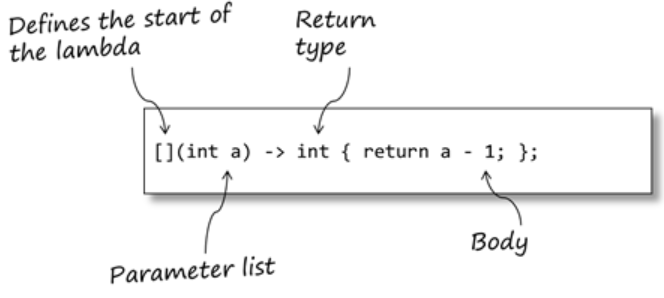 Defines the start of
the lambda
Return
type
[](int a) -> int { return a - 1; };
Parameter list
Body